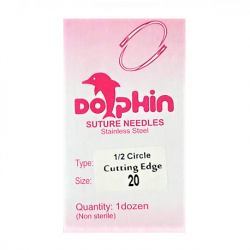 Dolphin
SUTURE NEEDLES
Stainless Steel
Type: 1/2 Circle
Cutting Edge
Size: 20
Quantity: 1dozen
(Non sterile)